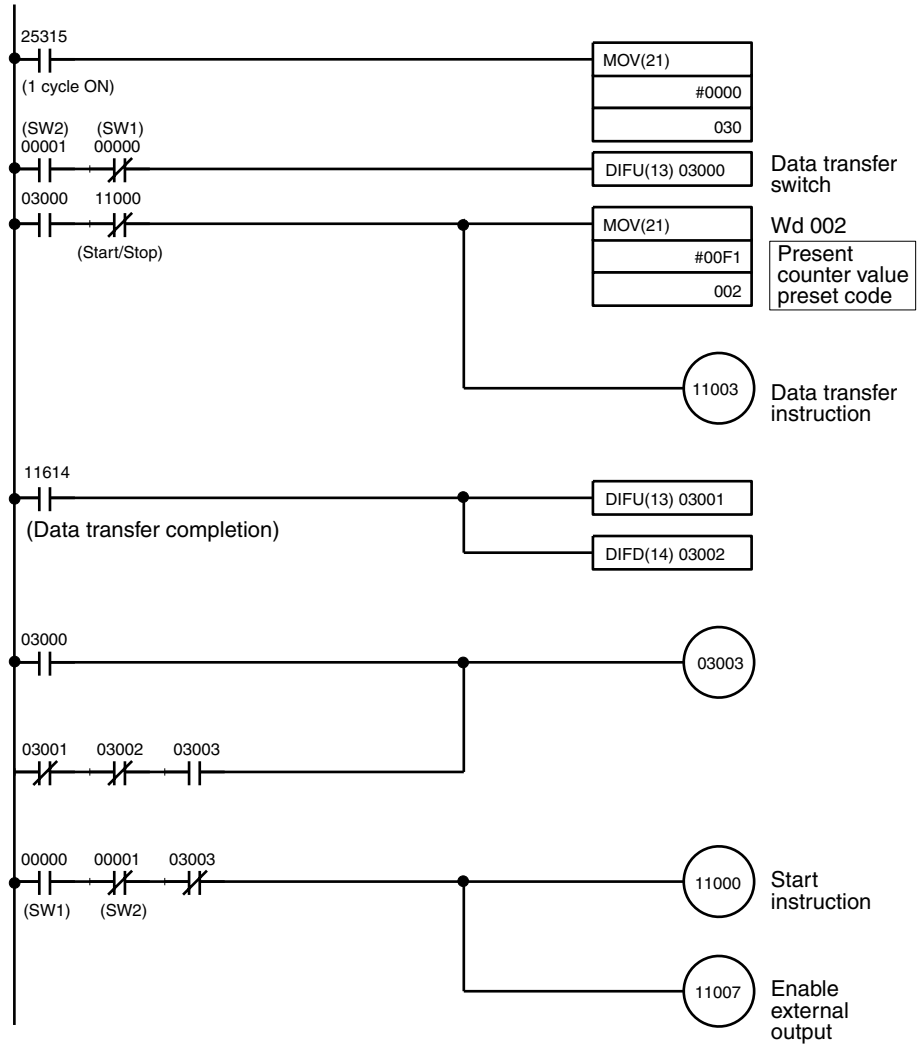 25315
(1 cycle ON)
MOV(21)
#0000
030
(SW2) (SW1)
00001 00000
DIFU(13) 03000
Data transfer
switch
03000 11000
(Start/Stop)
MOV(21)
#00F1
002
Wd 002
Present
counter value
preset code
11003
Data transfer
instruction
11614
(Data transfer completion)
DIFU(13) 03001
DIFD(14) 03002
03000
03003
03001 03002 03003
00000 00001 03003
(SW1) (SW2)
11000
Start
instruction
11007
Enable
external
output